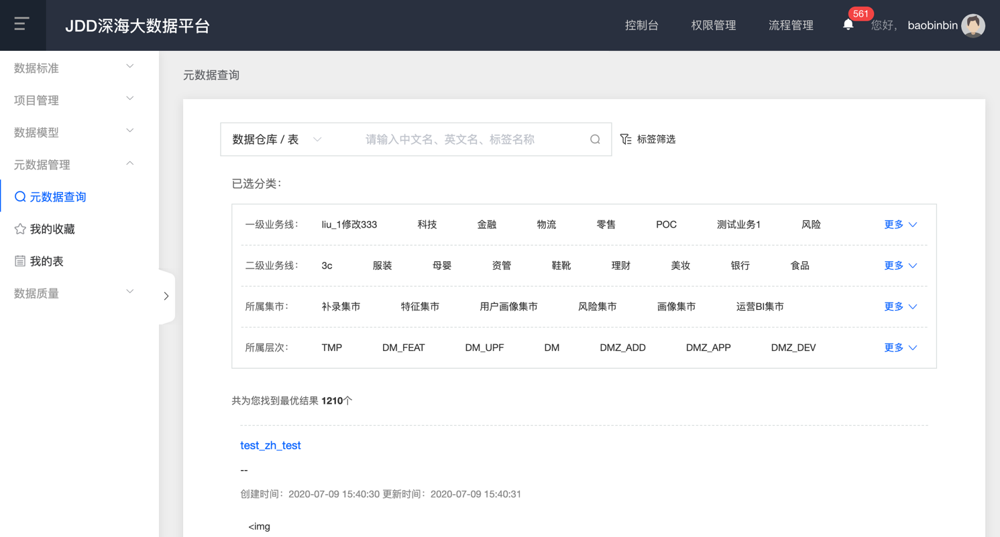 JDD深海大数据平台
控制台 权限管理 流程管理 561 您好， baobinbin
数据标准
项目管理
数据模型
元数据管理
元数据查询
我的收藏
我的表
数据质量
元数据查询
数据仓库 / 表 请输入中文名、英文名、标签名称 标签筛选
已选分类：
一级业务线： liu_1修改333 科技 金融 物流 零售 POC 测试业务1 风险 更多
二级业务线： 3c 服装 母婴 资管 鞋靴 理财 美妆 银行 食品 更多
所属集市： 补录集市 特征集市 用户画像集市 风险集市 画像集市 运营BI集市 更多
所属层次： TMP DM_FEAT DM_UPF DM DMZ_ADD DMZ_APP DMZ_DEV 更多
共为您找到最优结果 1210个
test_zh_test
--
创建时间：2020-07-09 15:40:30 更新时间：2020-07-09 15:40:31
<img